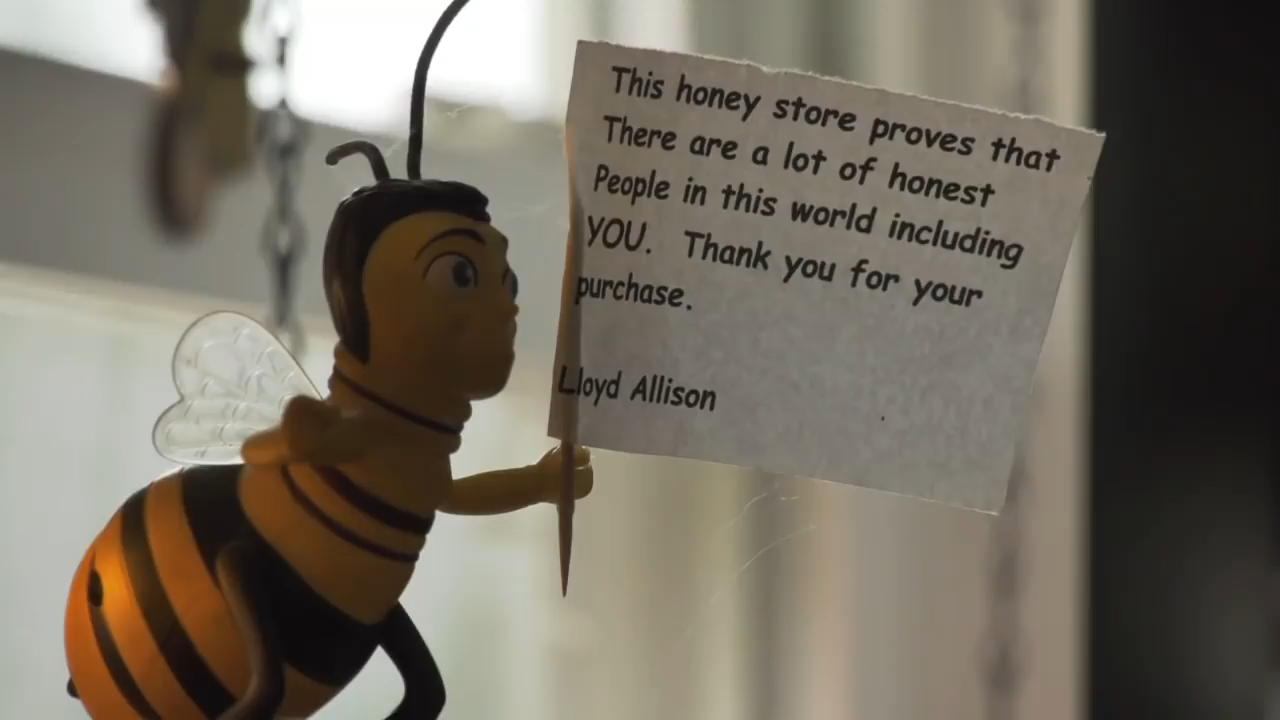 This honey store proves that
There are a lot of honest
People in this world including
YOU. Thank you for your
purchase.
Lloyd Allison